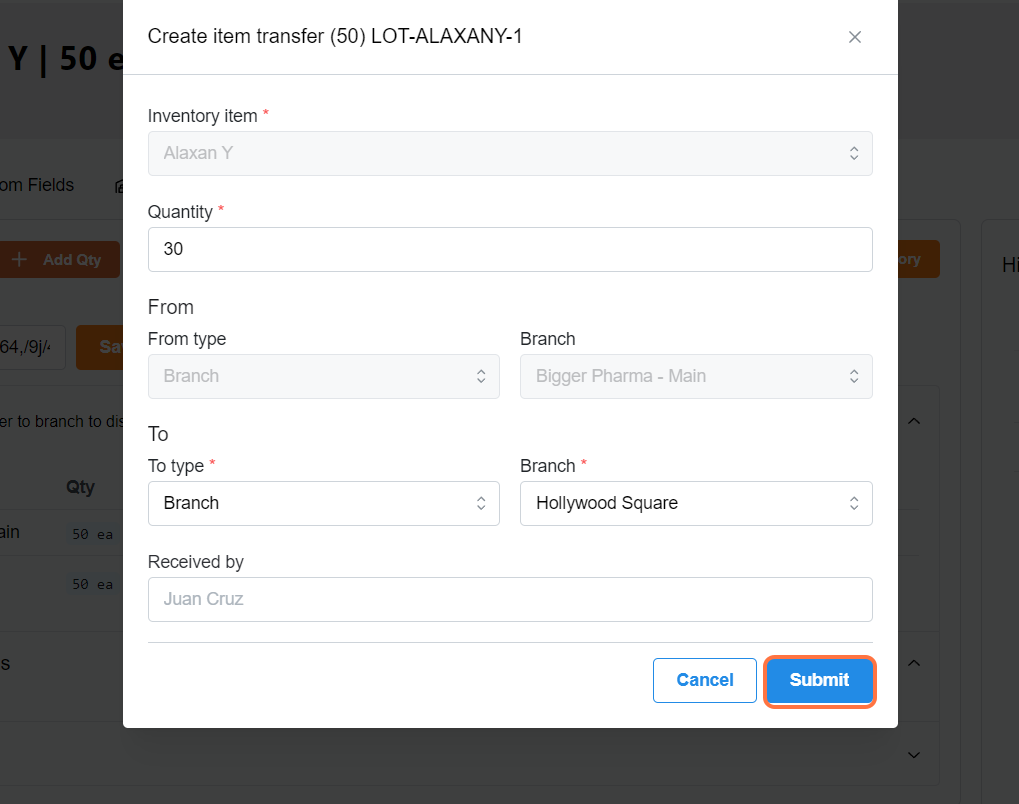 Create item transfer (50) LOT-ALAXANY-1
Y | 50 e
Inventory item *
Alaxan Y
om Fields
Quantity *
30
Add Qty
ory
Hi
From
From type
Branch
Branch
Bigger Pharma - Main
64,/9j/4
Sa
er to branch to dis
To
To type *
Branch
Branch *
Hollywood Square
Qty
ain
50 ea
50 ea
Received by
Juan Cruz
s
Cancel
Submit